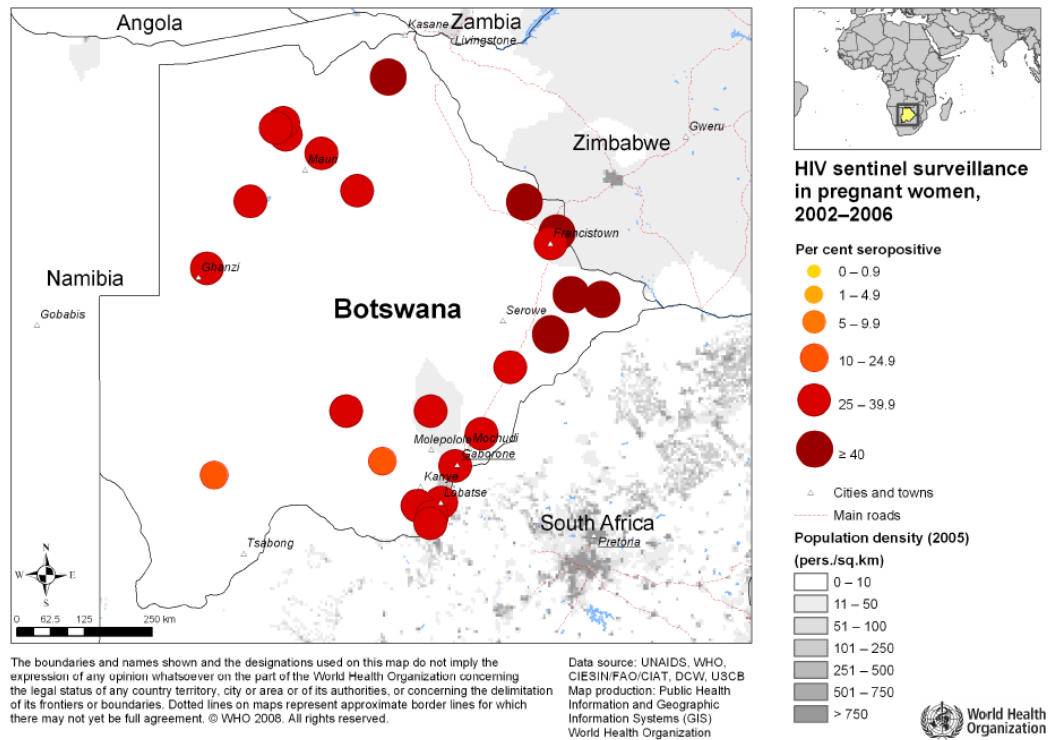 Angola
Zambia
Kasane
Livingstone
Gweru
Zimbabwe
Maun
Francistown
Ghanzi
Namibia
Gobabis
Botswana
Serowe
Molepolole
Mochudi
Gaborone
Kanye
Lobatse
South Africa
Pretoria
Tsabong
N
W E
S
0 62.5 125 250 km
HIV sentinel surveillance
in pregnant women,
2002–2006
Per cent seropositive
0 – 0.9
1 – 4.9
5 – 9.9
10 – 24.9
25 – 39.9
≥ 40
Cities and towns
Main roads
Population density (2005)
(pers./sq.km)
0 – 10
11 – 50
51 – 100
101 – 250
251 – 500
501 – 750
> 750
The boundaries and names shown and the designations used on this map do not imply the
expression of any opinion whatsoever on the part of the World Health Organization concerning
the legal status of any country territory, city or area or of its authorities, or concerning the delimitation
of its frontiers or boundaries. Dotted lines on maps represent approximate border lines for which
there may not yet be full agreement. © WHO 2008. All rights reserved.
Data source: UNAIDS, WHO,
CIESIN/FAO/CIAT, DCW, USCB
Map production: Public Health
Information and Geographic
Information Systems (GIS)
World Health Organization
World Health
Organization